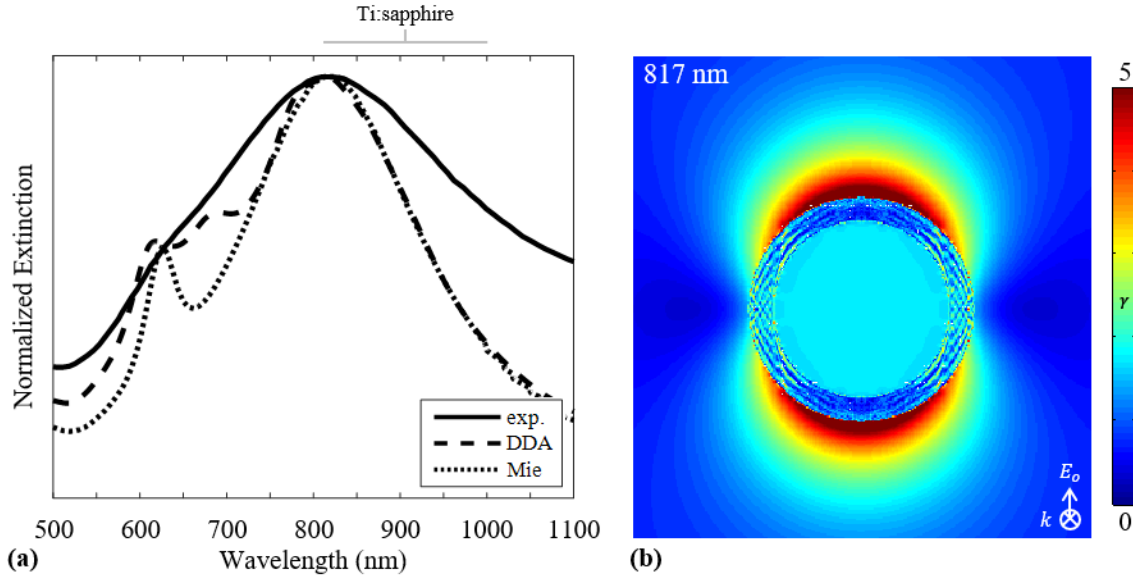 Ti:sapphire
Normalized Extinction
exp.
DDA
Mie
500 600 700 800 900 1000 1100
Wavelength (nm)
(a)
817 nm
5
γ
0
E₀
k
(b)